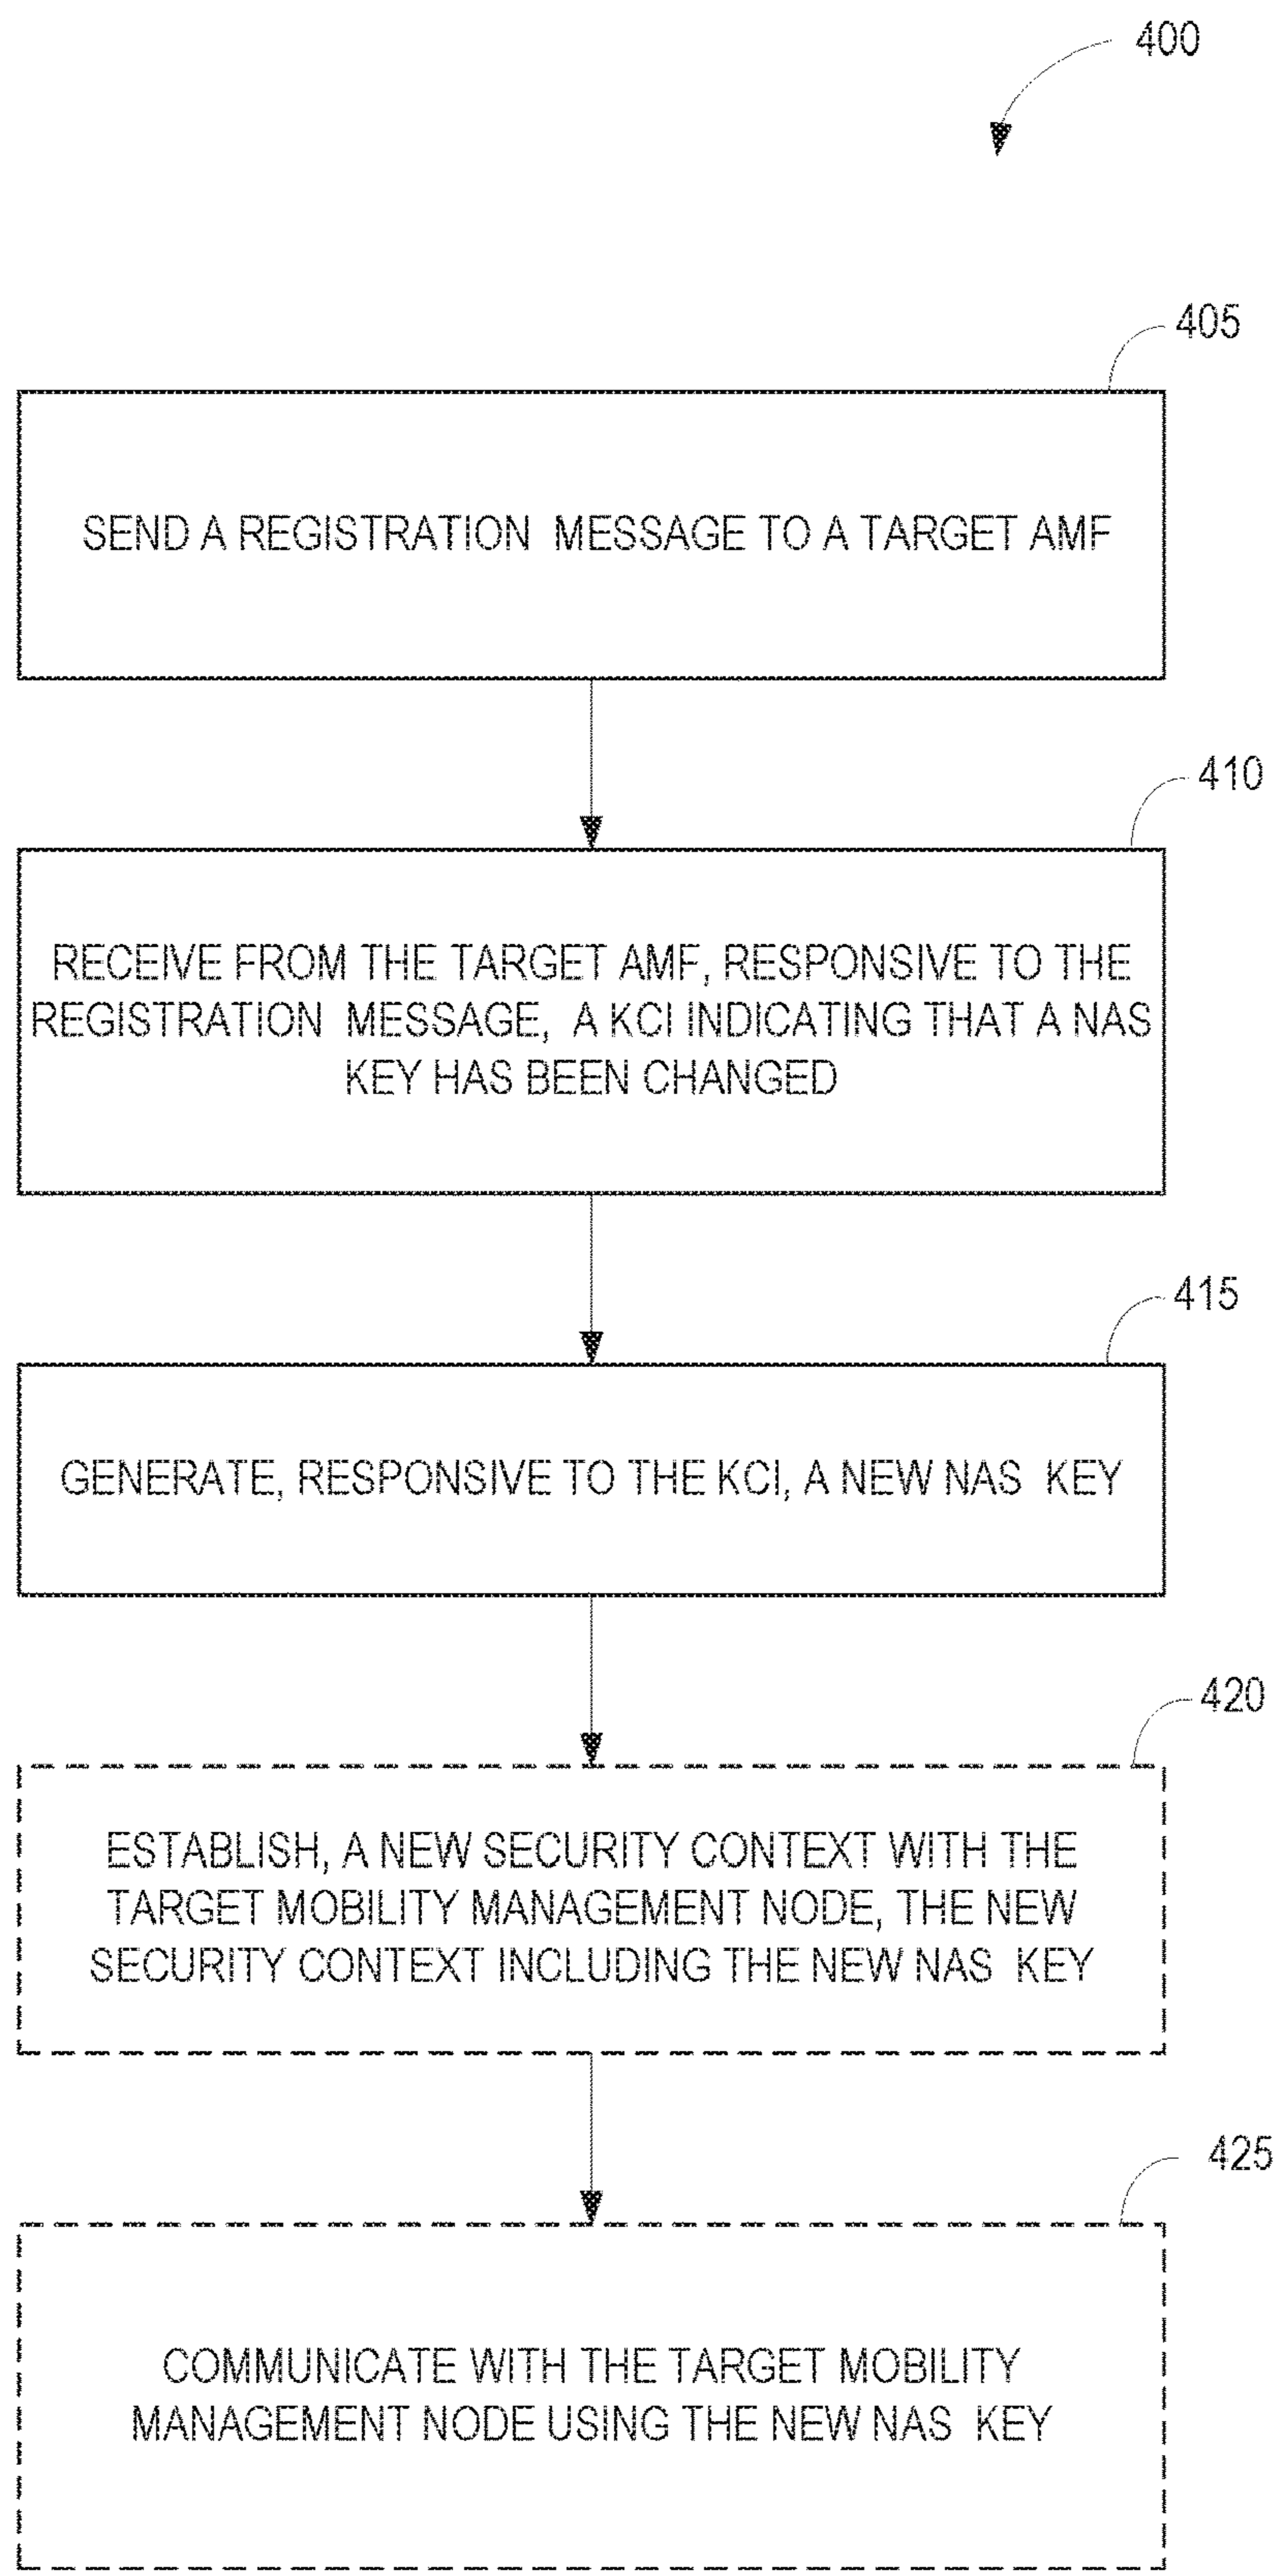 400
405
SEND A REGISTRATION MESSAGE TO A TARGET AMF
410
RECEIVE FROM THE TARGET AMF, RESPONSIVE TO THE
REGISTRATION MESSAGE, A KCI INDICATING THAT A NAS
KEY HAS BEEN CHANGED
415
GENERATE, RESPONSIVE TO THE KCI, A NEW NAS KEY
420
ESTABLISH, A NEW SECURITY CONTEXT WITH THE
TARGET MOBILITY MANAGEMENT NODE, THE NEW
SECURITY CONTEXT INCLUDING THE NEW NAS KEY
425
COMMUNICATE WITH THE TARGET MOBILITY
MANAGEMENT NODE USING THE NEW NAS KEY